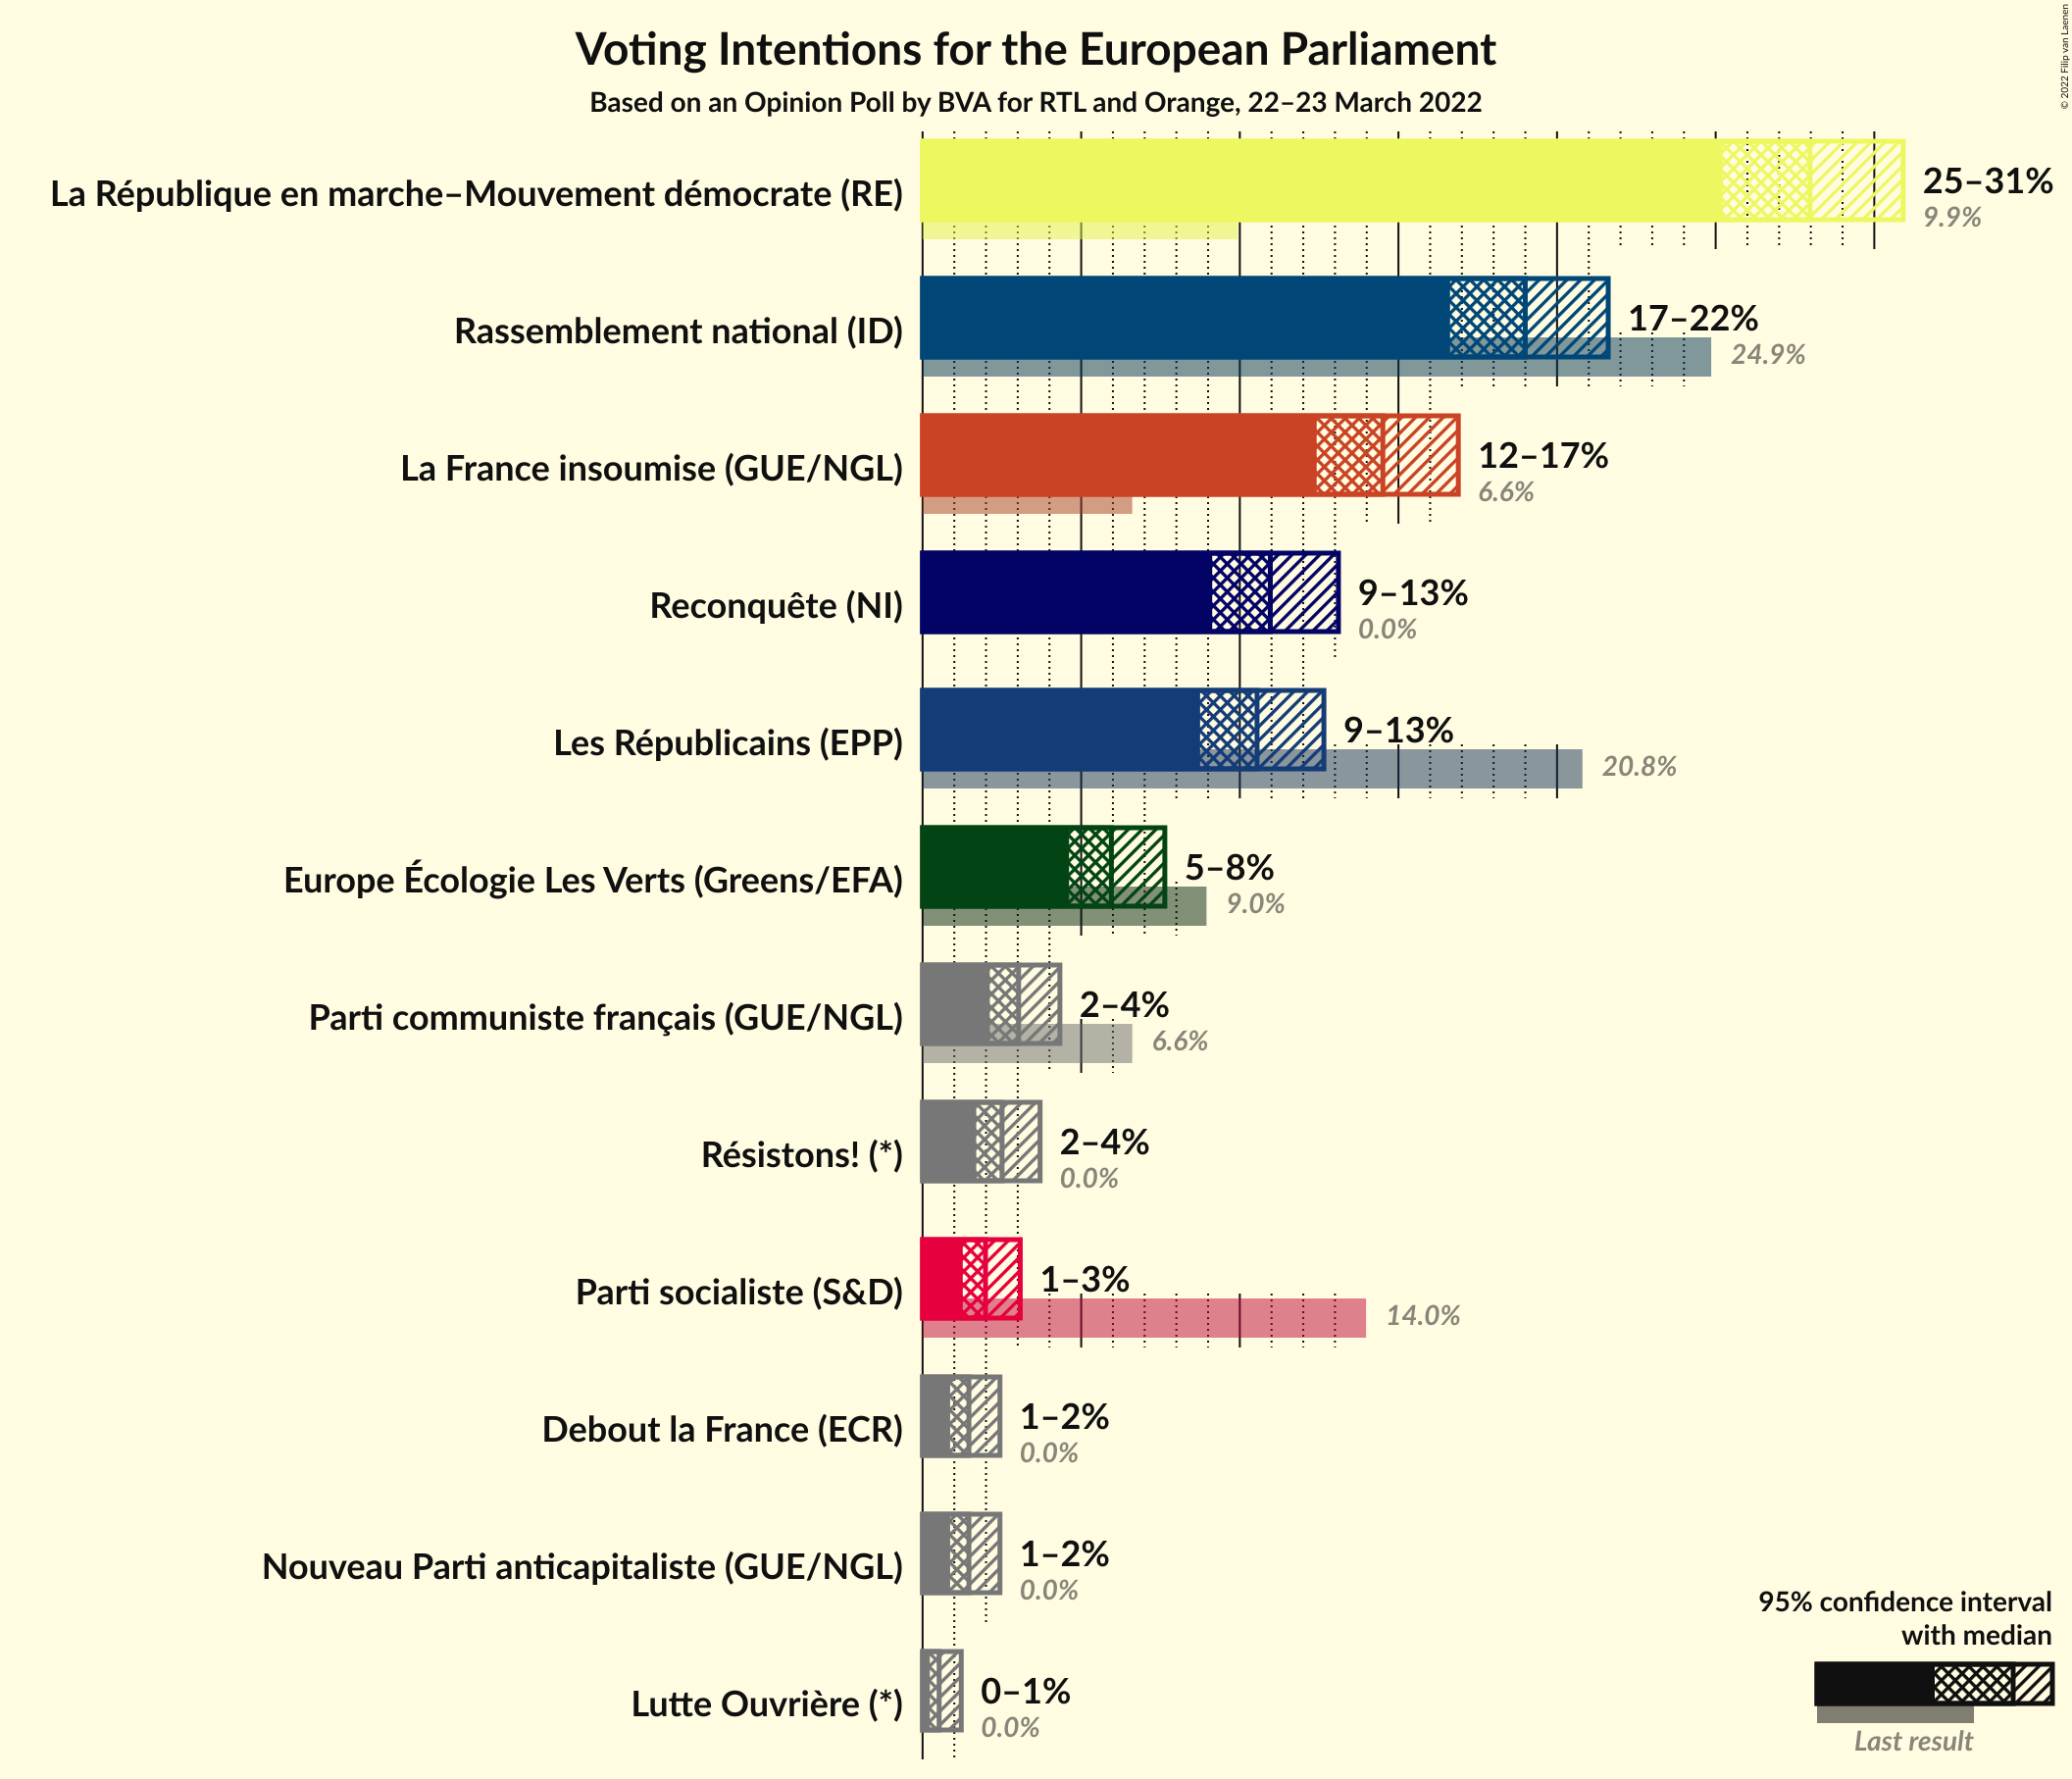 Voting Intentions for the European Parliament
Based on an Opinion Poll by BVA for RTL and Orange, 22–23 March 2022
© 2022 Filip van Laenen
La République en marche–Mouvement démocrate (RE)
25–31%
9.9%
Rassemblement national (ID)
17–22%
24.9%
La France insoumise (GUE/NGL)
12–17%
6.6%
Reconquête (NI)
9–13%
0.0%
Les Républicains (EPP)
9–13%
20.8%
Europe Écologie Les Verts (Greens/EFA)
5–8%
9.0%
Parti communiste français (GUE/NGL)
2–4%
6.6%
Résistons! (*)
2–4%
0.0%
Parti socialiste (S&D)
1–3%
14.0%
Debout la France (ECR)
1–2%
0.0%
Nouveau Parti anticapitaliste (GUE/NGL)
1–2%
0.0%
Lutte Ouvrière (*)
0–1%
0.0%
95% confidence interval
with median
Last result